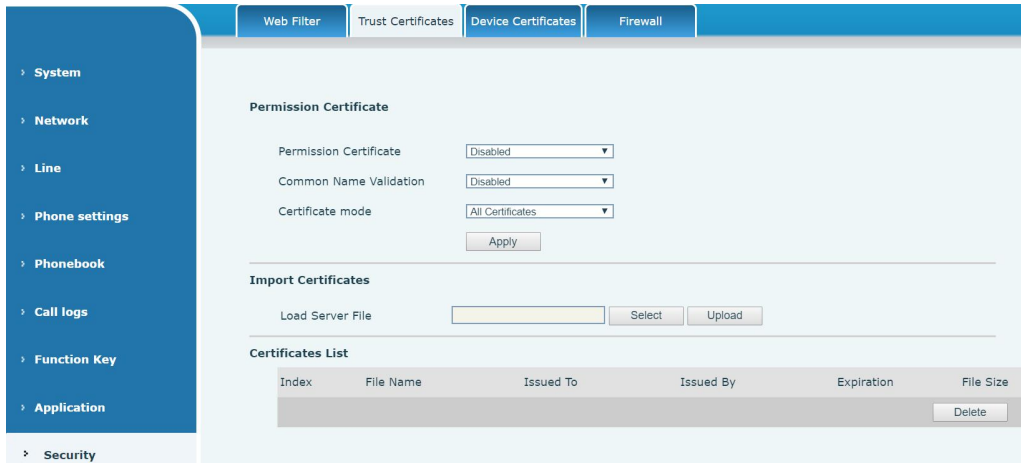 Web Filter Trust Certificates Device Certificates Firewall
System
Network
Line
Phone settings
Phonebook
Call logs
Function Key
Application
Security
Permission Certificate
Permission Certificate Disabled
Common Name Validation Disabled
Certificate mode All Certificates
Apply
Import Certificates
Load Server File Select Upload
Certificates List
Index File Name Issued To Issued By Expiration File Size
Delete